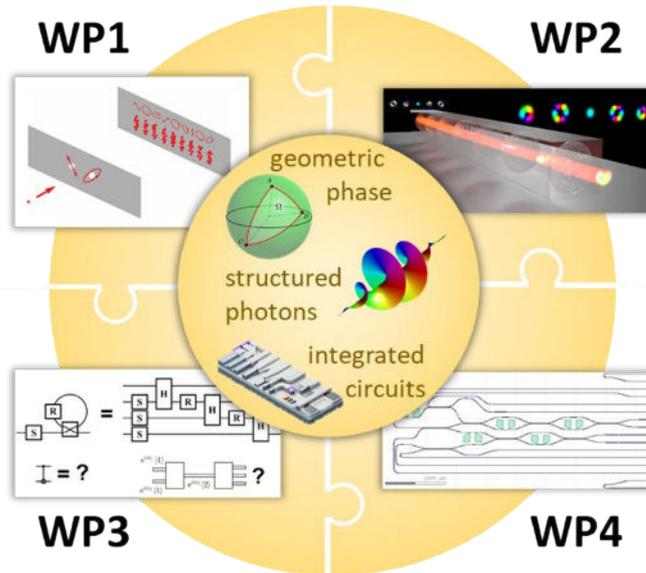 WP1
WP2
geometric
phase
A
Ω
B
C
structured
photons
integrated
circuits
R
=
H
S
S
R
H
S
R
H
S
S
H
= ?
?
WP3
WP4